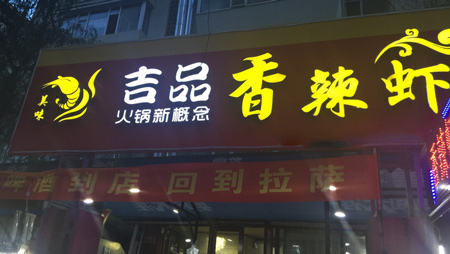 美味
吉品
火锅新概念
香辣虾
啤酒到店 回到拉萨